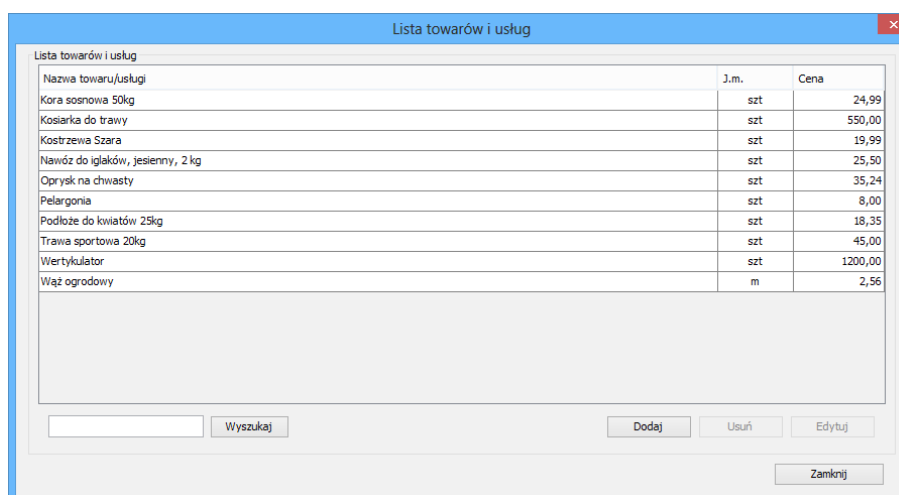 Lista towarów i usług
Lista towarów i usług
Nazwa towaru/usługi J.m. Cena
Kora sosnowa 50kg szt 24,99
Kosiarka do trawy szt 550,00
Kostrzewa Szara szt 19,99
Nawóz do iglaków, jesienny, 2 kg szt 25,50
Oprysk na chwasty szt 35,24
Pelargonia szt 8,00
Podłoże do kwiatów 25kg szt 18,35
Trawa sportowa 20kg szt 45,00
Wertykulator szt 1200,00
Wąż ogrodowy m 2,56
Wyszukaj Dodaj Usuń Edytuj
Zamknij